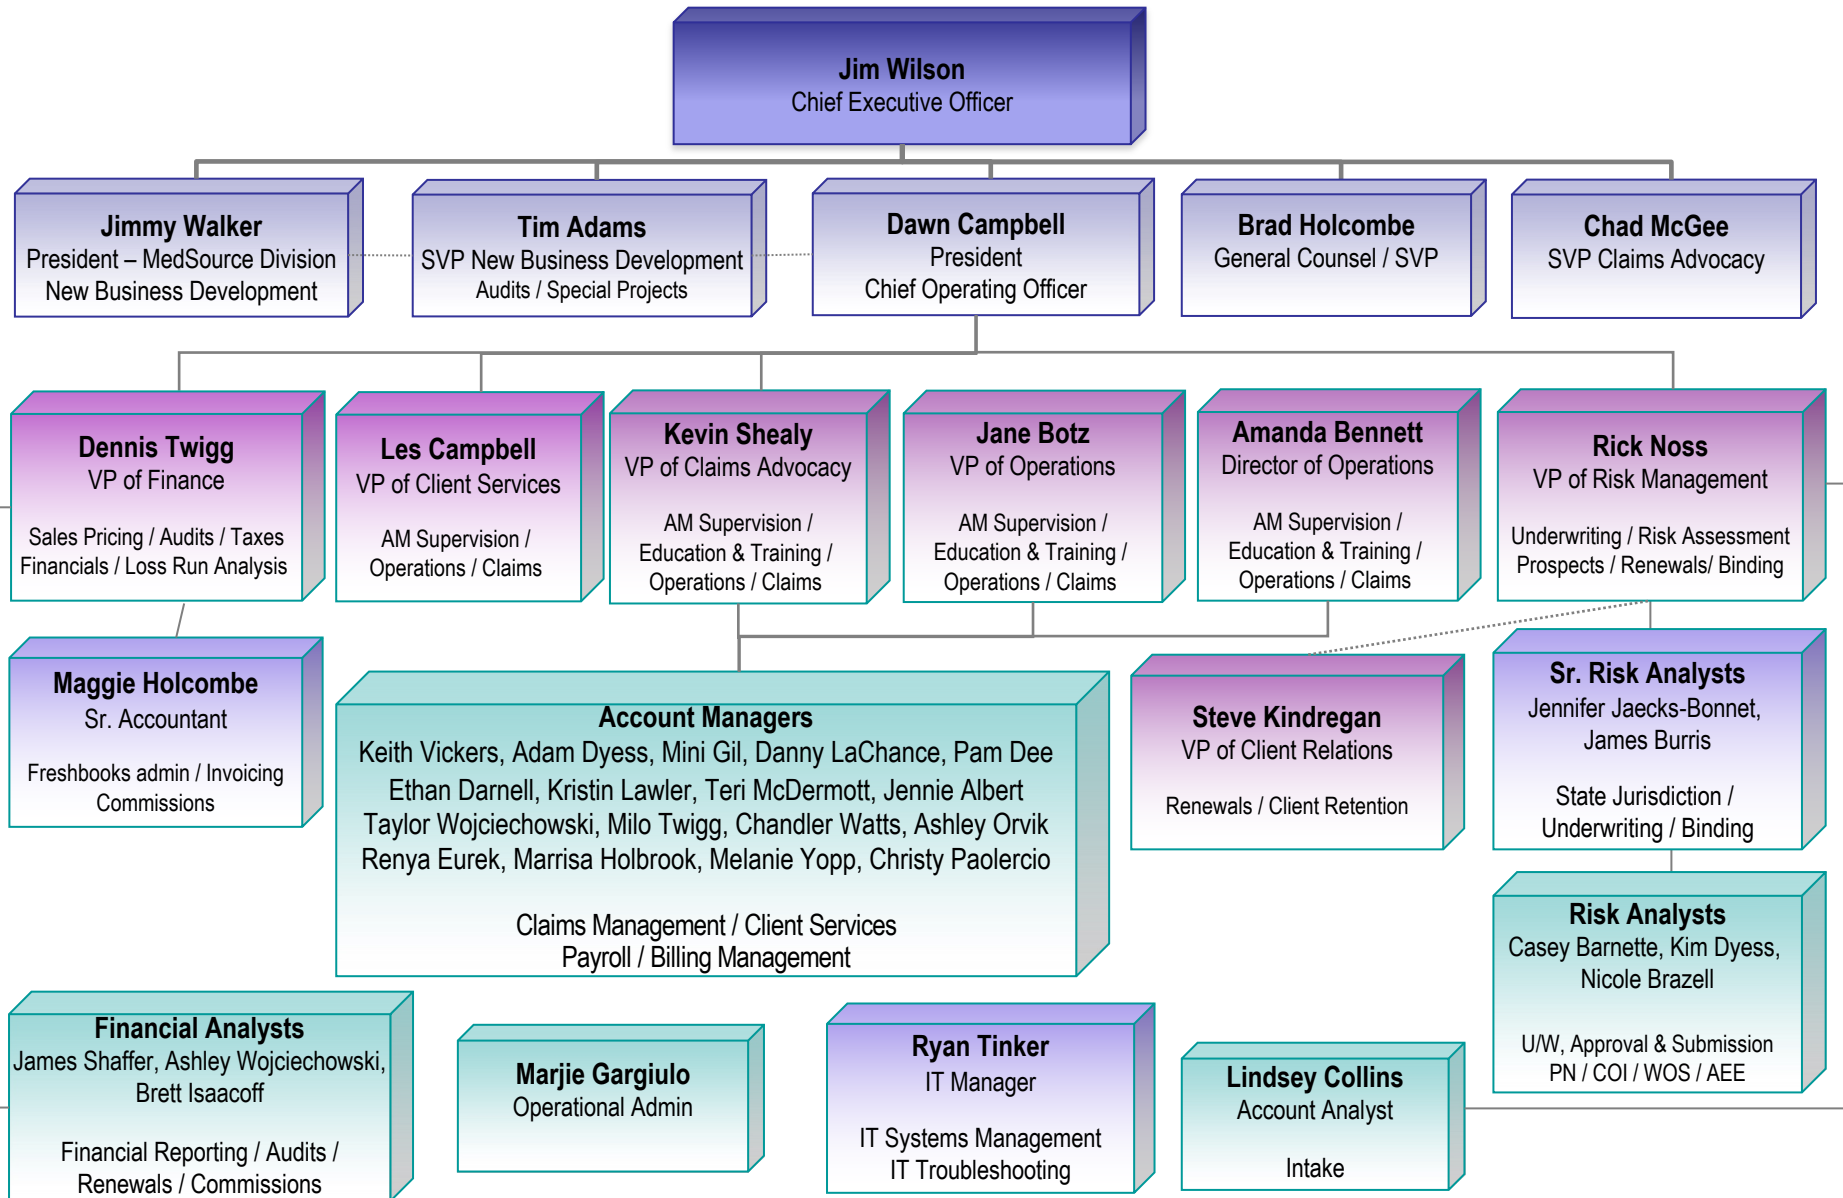 Jim Wilson
Chief Executive Officer
Jimmy Walker
President – MedSource Division
New Business Development
Tim Adams
SVP New Business Development
Audits / Special Projects
Dawn Campbell
President
Chief Operating Officer
Brad Holcombe
General Counsel / SVP
Chad McGee
SVP Claims Advocacy
Dennis Twigg
VP of Finance
Sales Pricing / Audits / Taxes
Financials / Loss Run Analysis
Les Campbell
VP of Client Services
AM Supervision /
Operations / Claims
Kevin Shealy
VP of Claims Advocacy
AM Supervision /
Education & Training /
Operations / Claims
Jane Botz
VP of Operations
AM Supervision /
Education & Training /
Operations / Claims
Amanda Bennett
Director of Operations
AM Supervision /
Education & Training /
Operations / Claims
Rick Noss
VP of Risk Management
Underwriting / Risk Assessment
Prospects / Renewals/ Binding
Maggie Holcombe
Sr. Accountant
Freshbooks admin / Invoicing
Commissions
Account Managers
Keith Vickers, Adam Dyess, Mini Gil, Danny LaChance, Pam Dee
Ethan Darnell, Kristin Lawler, Teri McDermott, Jennie Albert
Taylor Wojciechowski, Milo Twigg, Chandler Watts, Ashley Orvik
Renya Eurek, Marrisa Holbrook, Melanie Yopp, Christy Paolercio
Claims Management / Client Services
Payroll / Billing Management
Steve Kindregan
VP of Client Relations
Renewals / Client Retention
Sr. Risk Analysts
Jennifer Jaecks-Bonnet,
James Burris
State Jurisdiction /
Underwriting / Binding
Risk Analysts
Casey Barnette, Kim Dyess,
Nicole Brazell
U/W, Approval & Submission
PN / COI / WOS / AEE
Financial Analysts
James Shaffer, Ashley Wojciechowski,
Brett Isaacoff
Financial Reporting / Audits /
Renewals / Commissions
Marjie Gargiulo
Operational Admin
Ryan Tinker
IT Manager
IT Systems Management
IT Troubleshooting
Lindsey Collins
Account Analyst
Intake